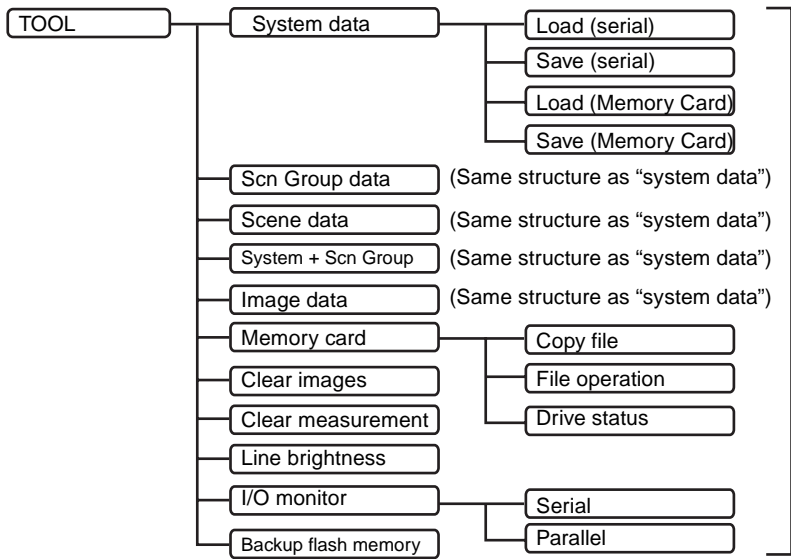 TOOL
System data
Load (serial)
Save (serial)
Load (Memory Card)
Save (Memory Card)
Scn Group data (Same structure as “system data”)
Scene data (Same structure as “system data”)
System + Scn Group (Same structure as “system data”)
Image data (Same structure as “system data”)
Memory card
Copy file
File operation
Drive status
Clear images
Clear measurement
Line brightness
I/O monitor
Serial
Parallel
Backup flash memory